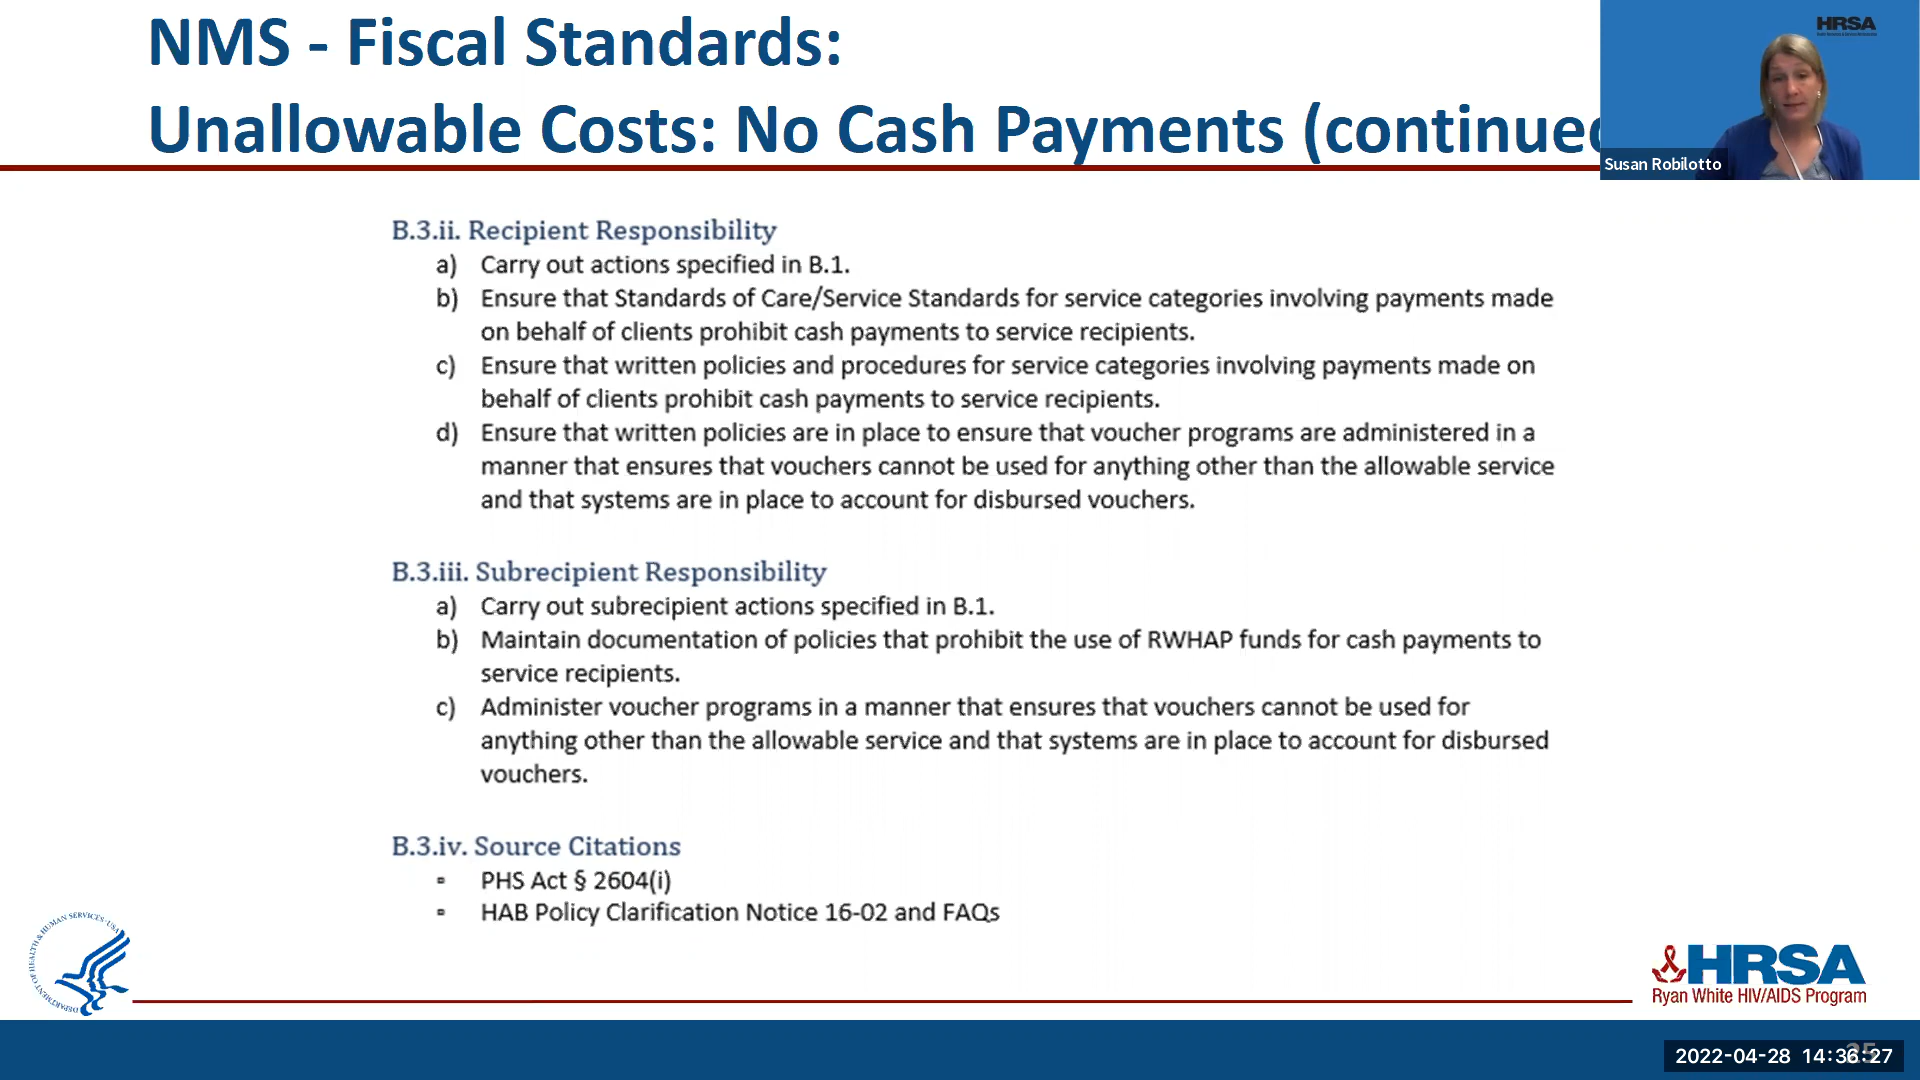 NMS - Fiscal Standards:
Unallowable Costs: No Cash Payments (continued
HRSA
Susan Robilotto
B.3.ii. Recipient Responsibility
a) Carry out actions specified in B.1.
b) Ensure that Standards of Care/Service Standards for service categories involving payments made
on behalf of clients prohibit cash payments to service recipients.
c) Ensure that written policies and procedures for service categories involving payments made on
behalf of clients prohibit cash payments to service recipients.
d) Ensure that written policies are in place to ensure that voucher programs are administered in a
manner that ensures that vouchers cannot be used for anything other than the allowable service
and that systems are in place to account for disbursed vouchers.
B.3.iii. Subrecipient Responsibility
a) Carry out subrecipient actions specified in B.1.
b) Maintain documentation of policies that prohibit the use of RWHAP funds for cash payments to
service recipients.
c) Administer voucher programs in a manner that ensures that vouchers cannot be used for
anything other than the allowable service and that systems are in place to account for disbursed
vouchers.
B.3.iv. Source Citations
▫ PHS Act § 2604(i)
▫ HAB Policy Clarification Notice 16-02 and FAQs
DEPARTMENT OF HEALTH & HUMAN SERVICES · USA
HRSA
Ryan White HIV/AIDS Program
2022-04-28 14:36:27